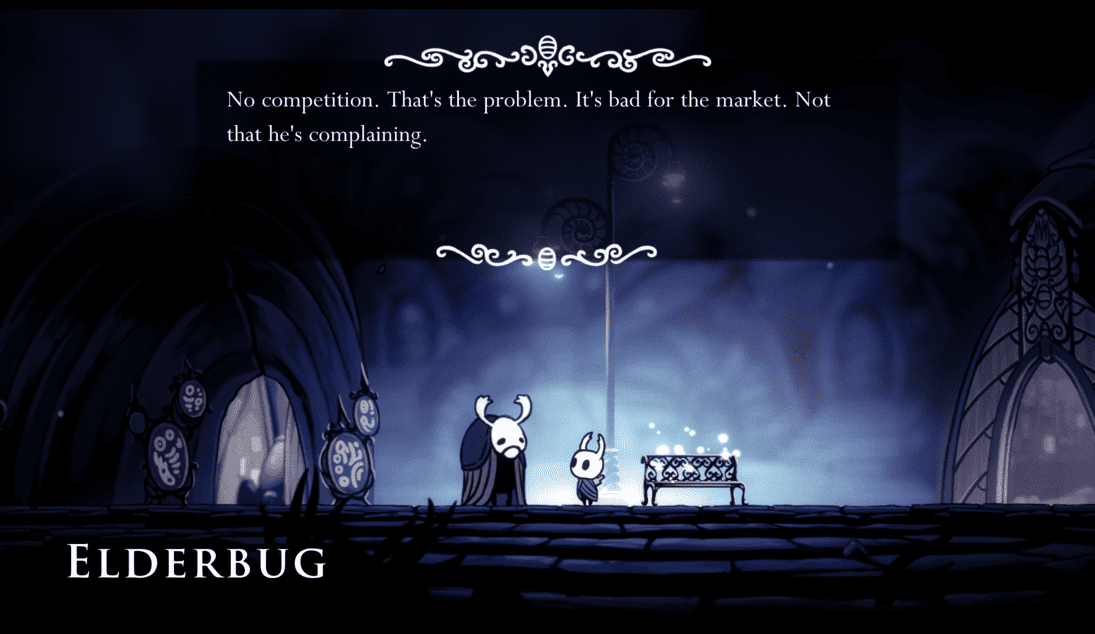 No competition. That's the problem. It's bad for the market. Not
that he's complaining.
ELDERBUG